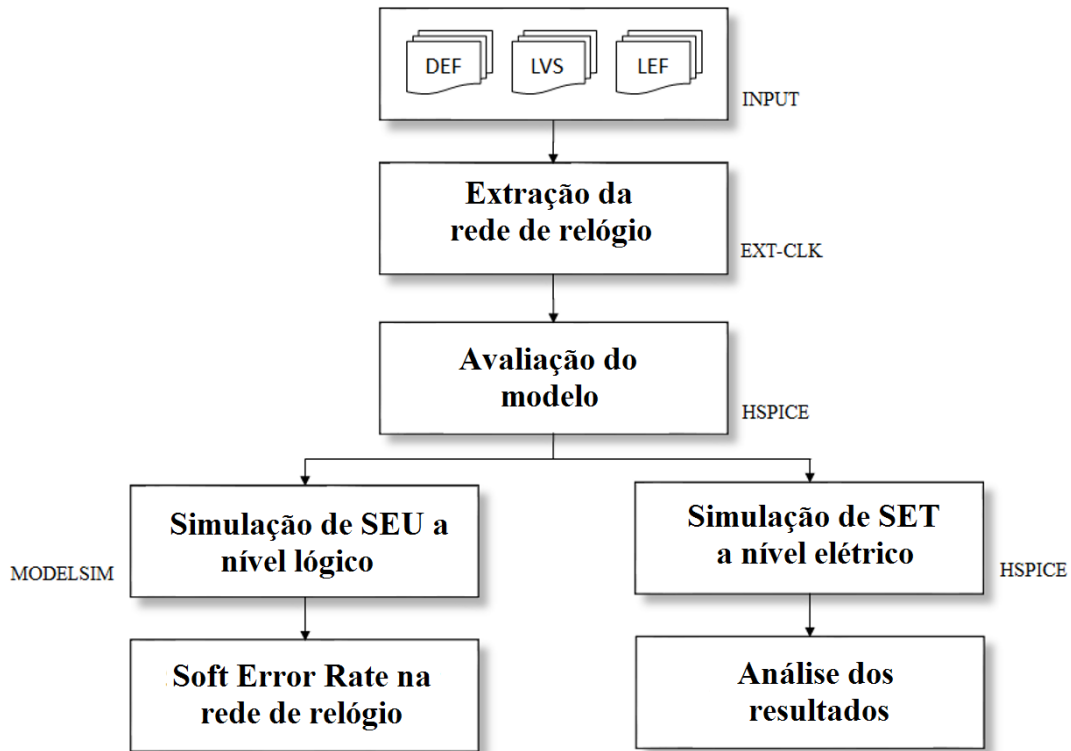 DEF
LVS
LEF
INPUT
Extração da
rede de relógio
EXT-CLK
Avaliação do
modelo
HSPICE
Simulação de SEU a
nível lógico
MODELSIM
Simulação de SET
a nível elétrico
HSPICE
Soft Error Rate na
rede de relógio
Análise dos
resultados